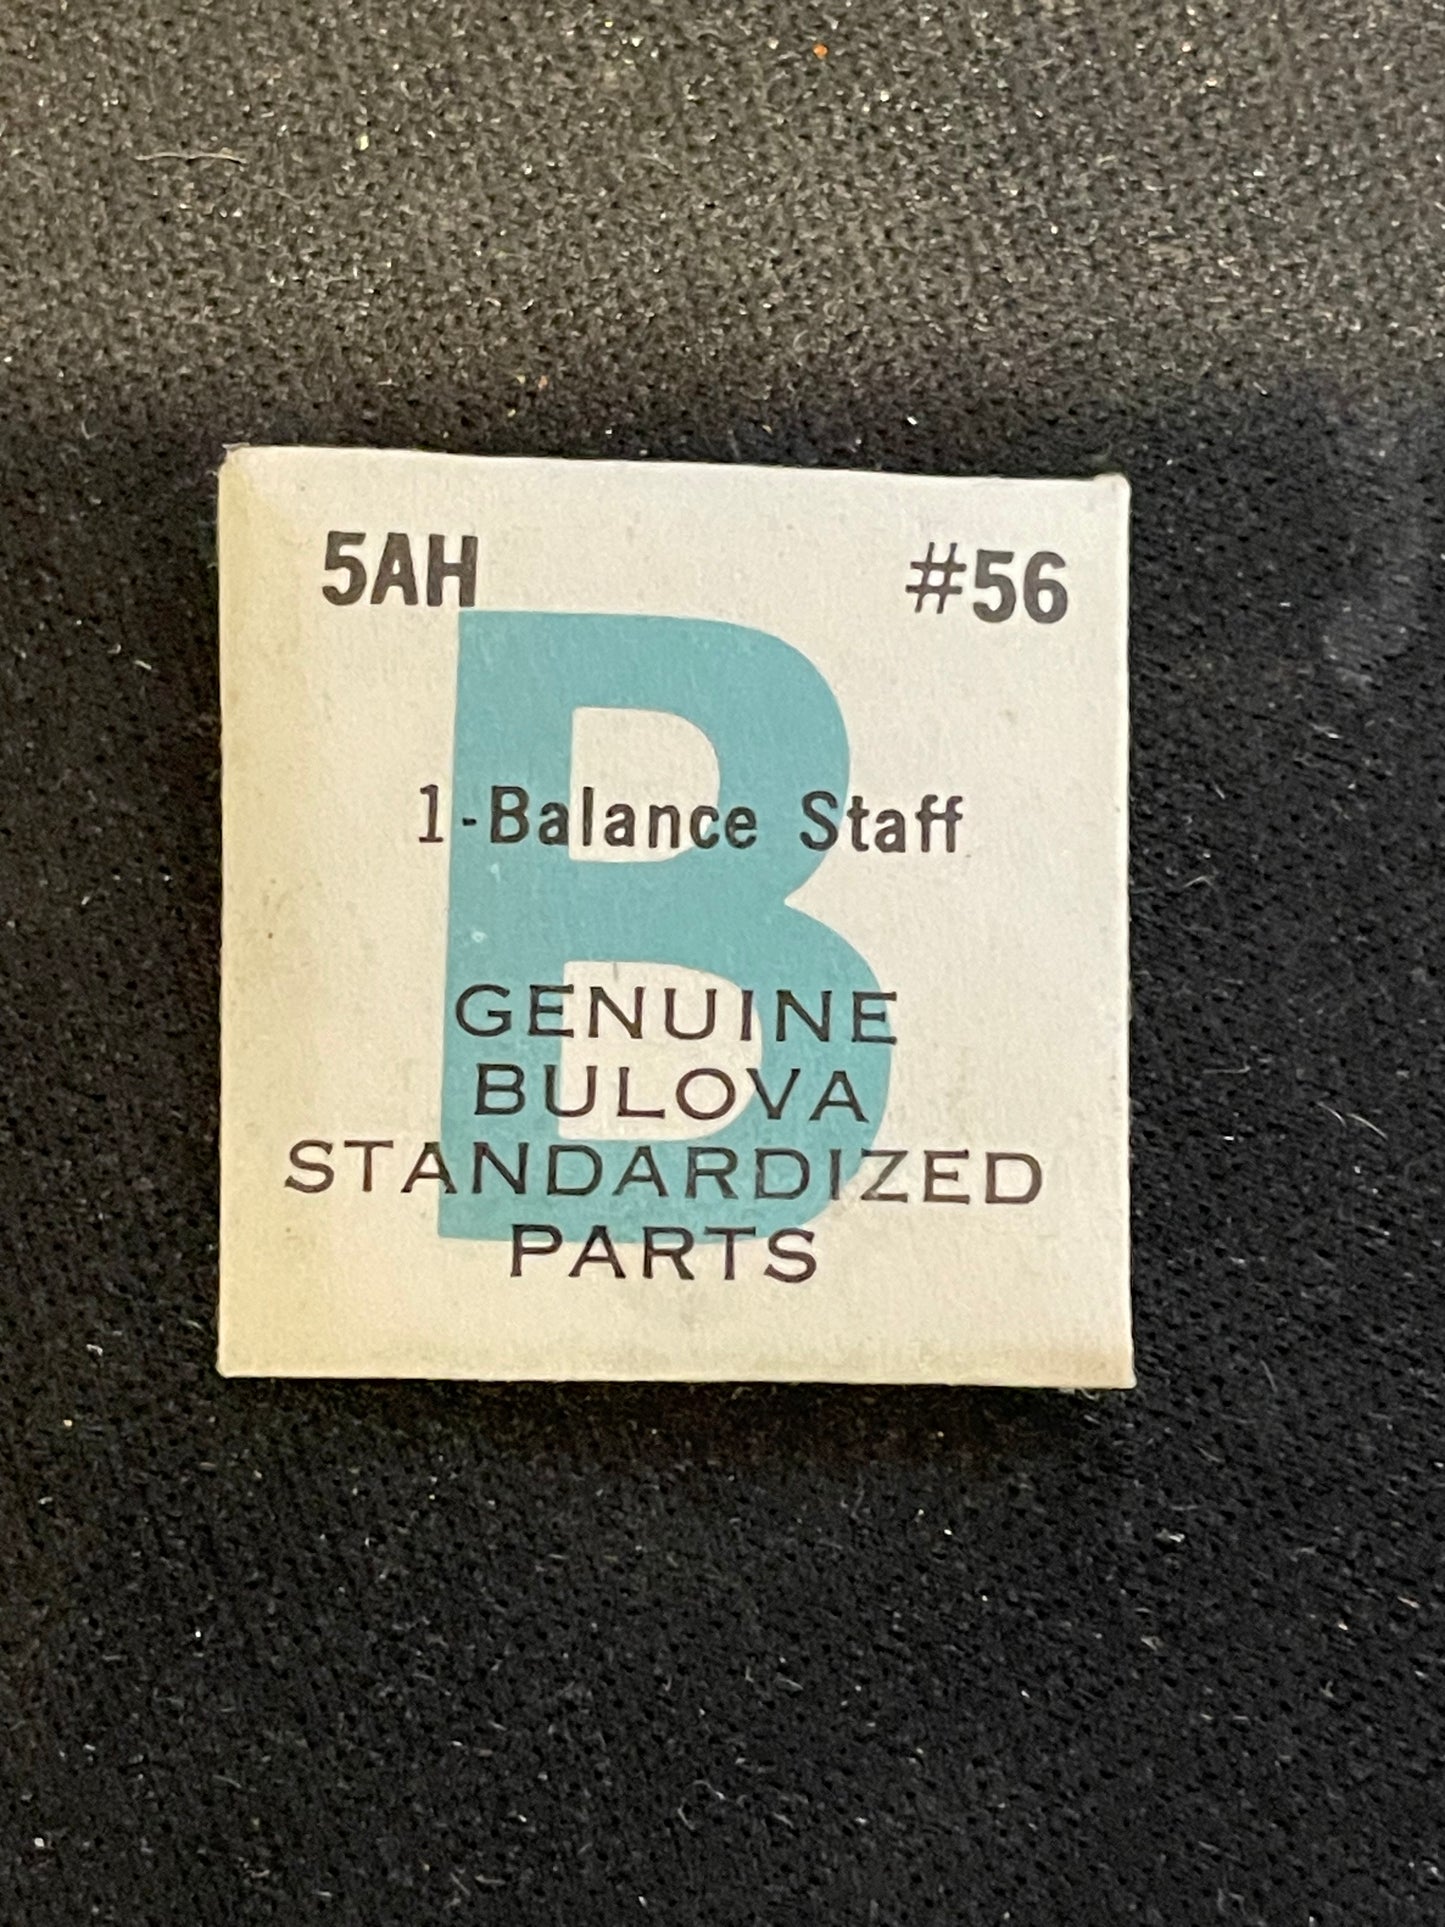 5AH #56
B
1-Balance Staff
GENUINE
BULOVA
STANDARDIZED
PARTS